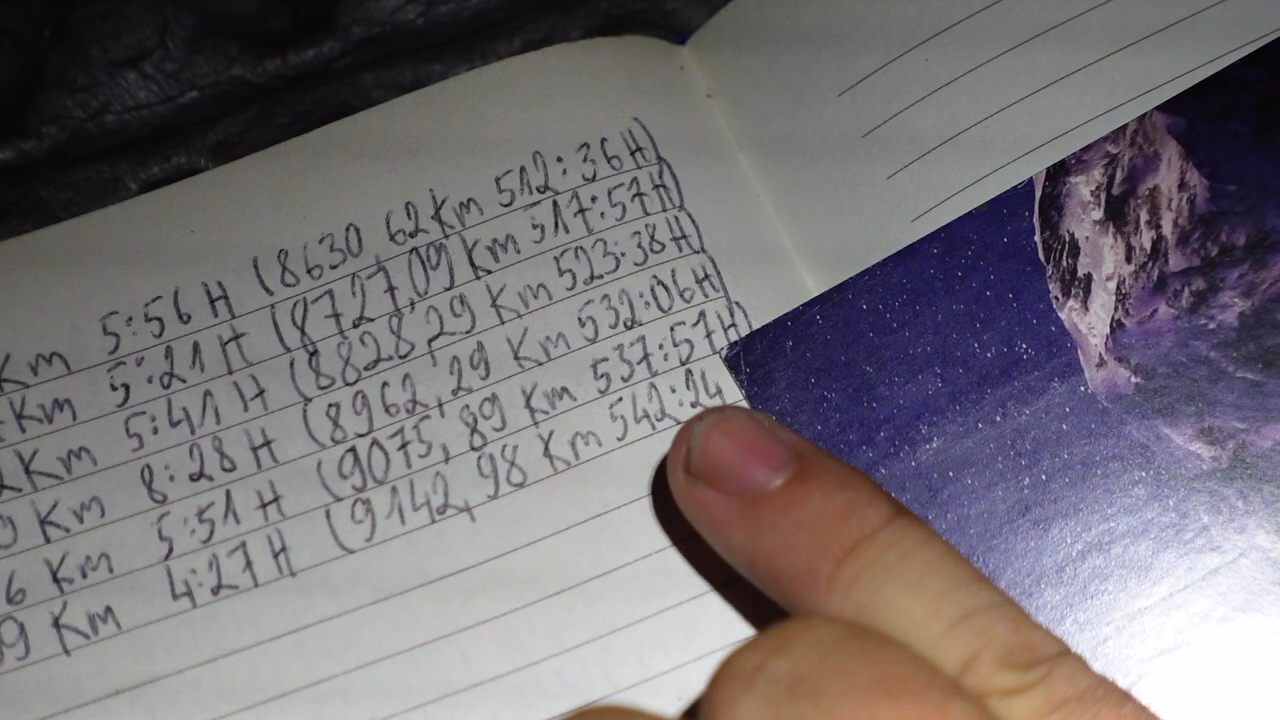 Km 5:56 H (8630,62 Km 512:36 H)
Km 5:21 H (8727,09 Km 517:57 H)
Km 5:41 H (8828,29 Km 523:38 H)
9 Km 8:28 H (8962,29 Km 532:06 H)
6 Km 5:51 H (9075,89 Km 537:57 H)
99 Km 4:27 H (9142,98 Km 542:24